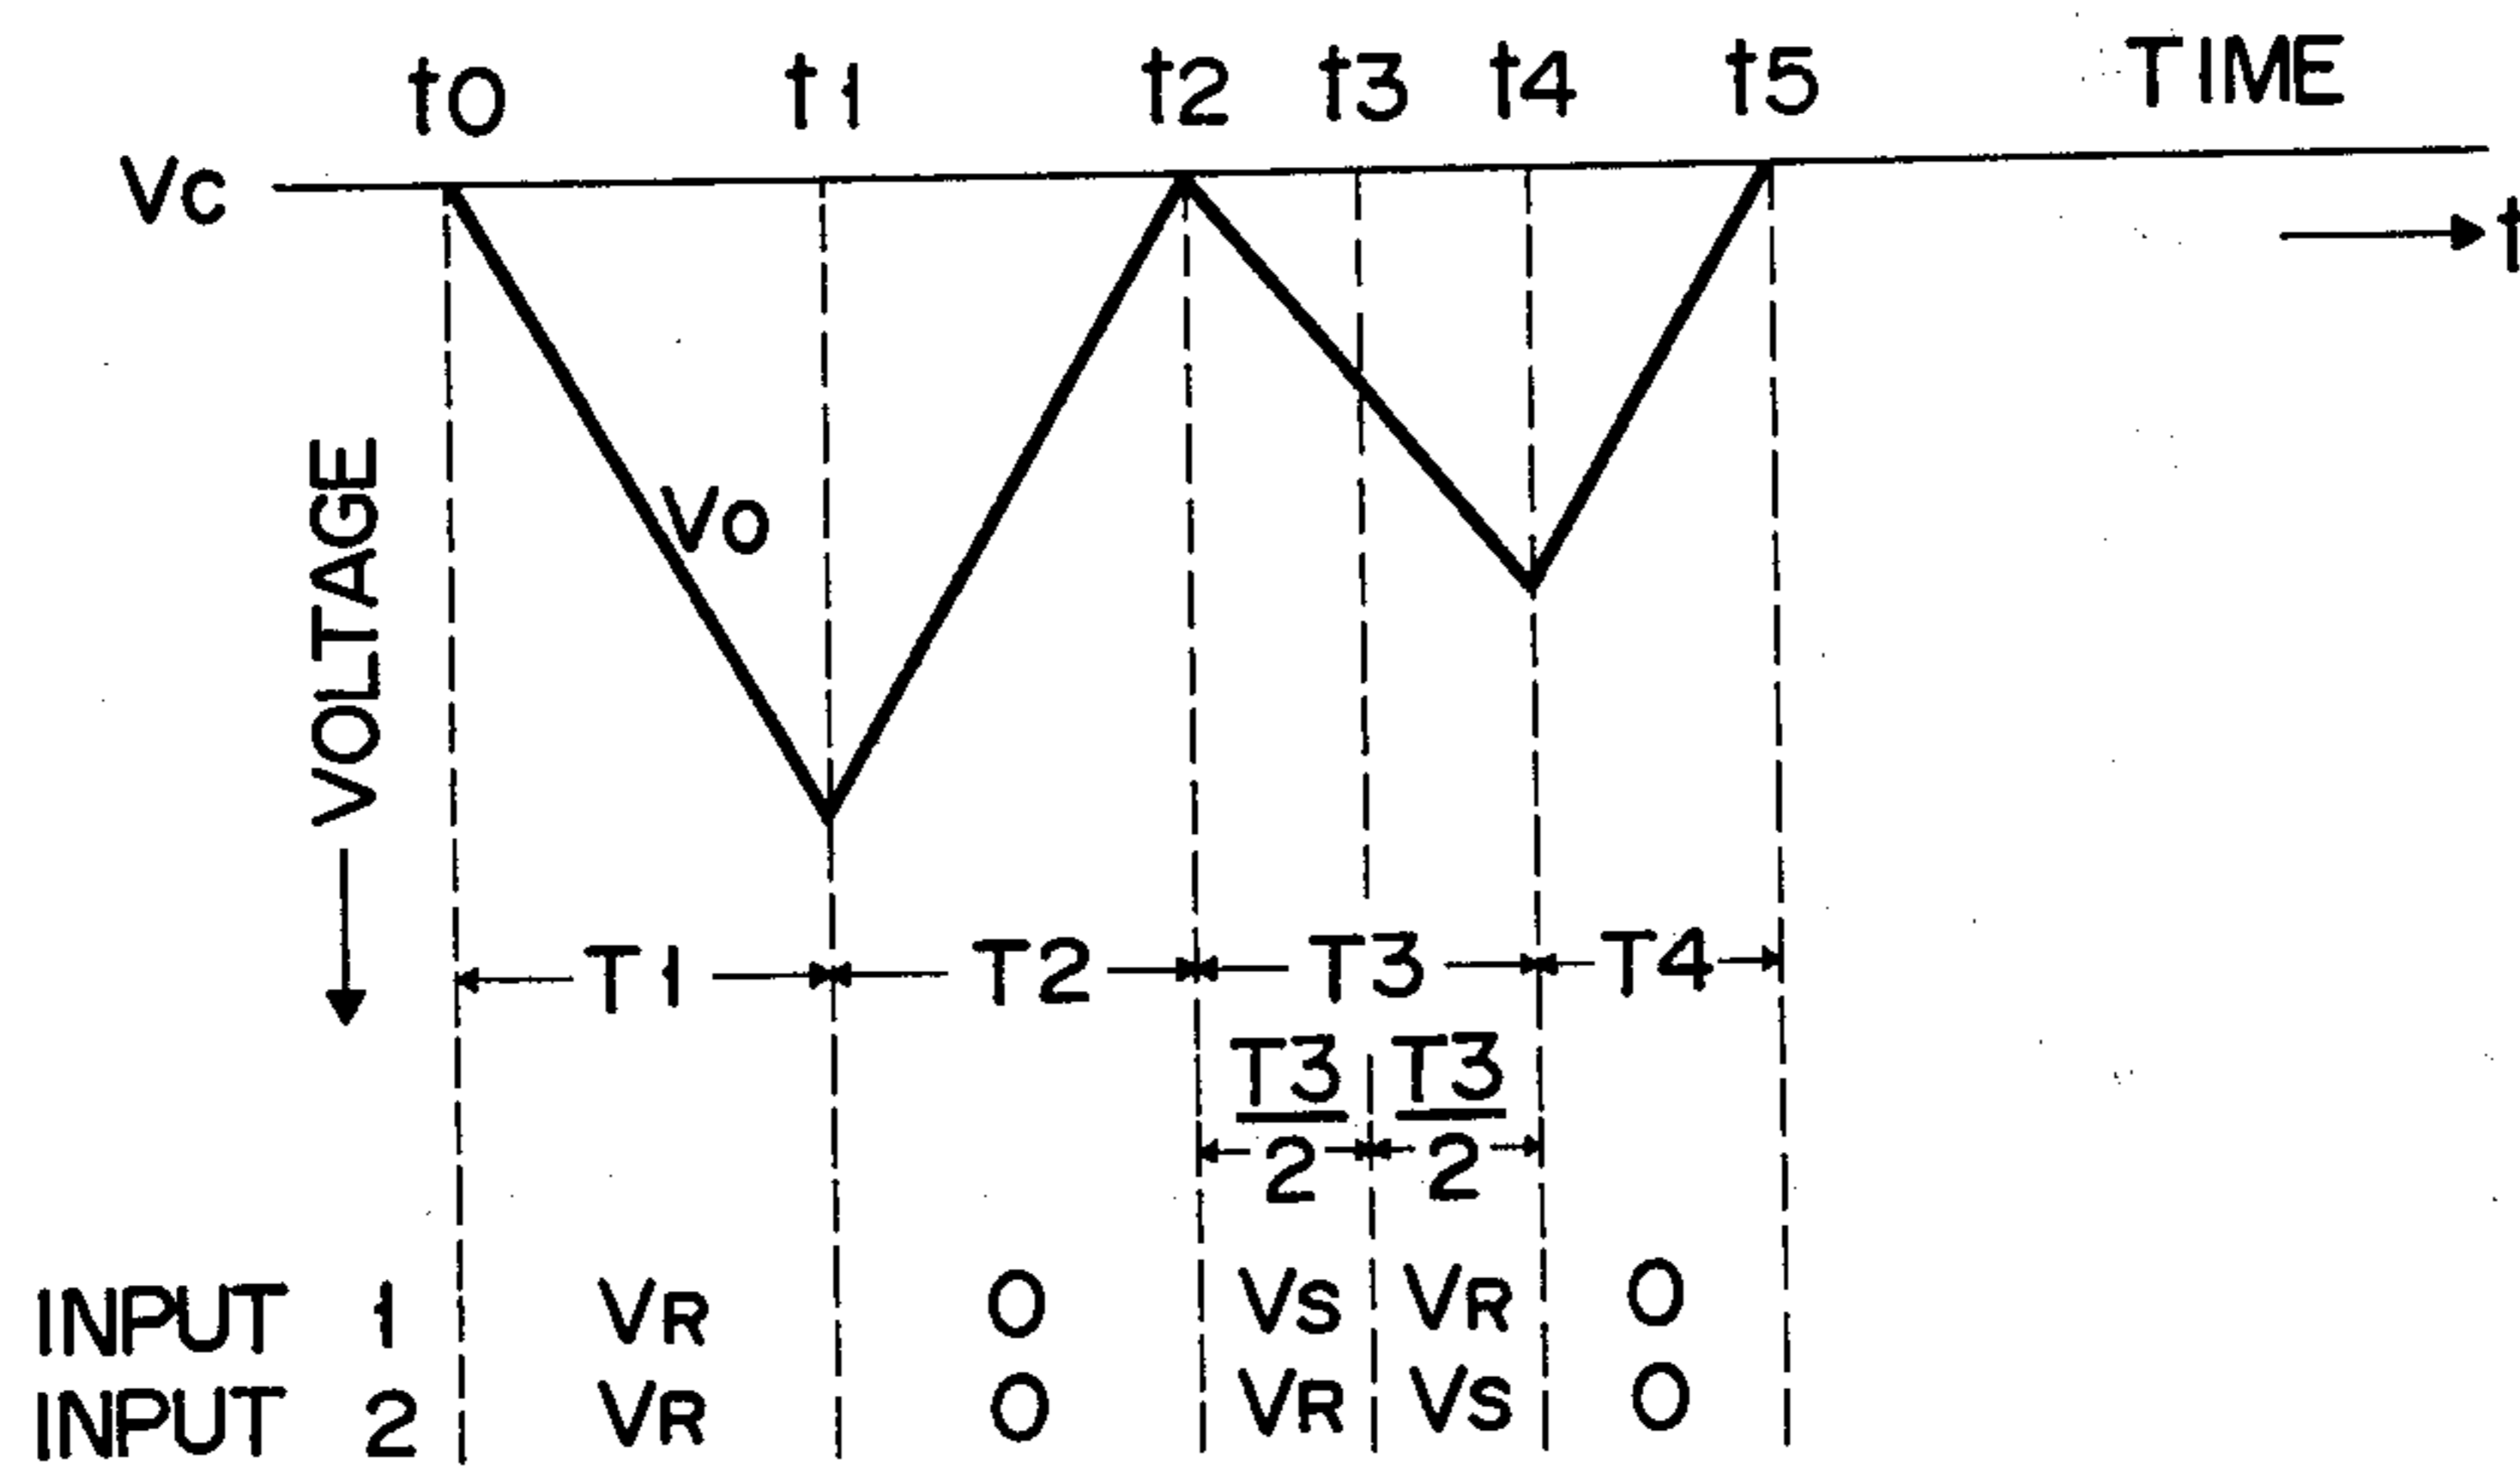 t0 t1 t2 t3 t4 t5 TIME
VC
t
VOLTAGE
VO
T1 T2 T3 T4
T3 T3
2 2
INPUT 1 VR 0 VS VR 0
INPUT 2 VR 0 VR VS 0